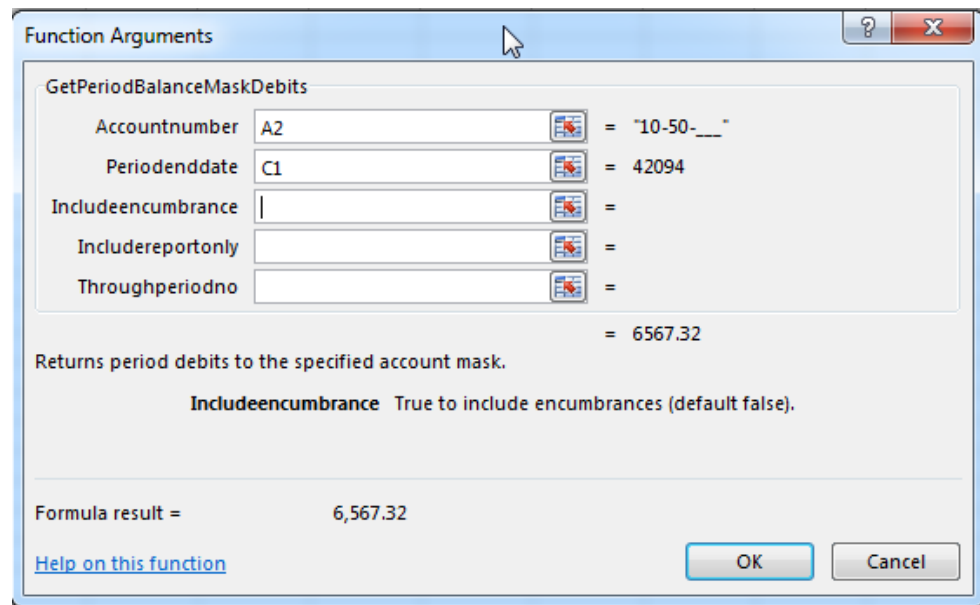 Function Arguments
GetPeriodBalanceMaskDebits
Accountnumber A2 = "10-50-___"
Periodenddate C1 = 42094
Includeencumbrance =
Includereportonly =
Throughperiodno =
= 6567.32
Returns period debits to the specified account mask.
Includeencumbrance True to include encumbrances (default false).
Formula result = 6,567.32
Help on this function OK Cancel